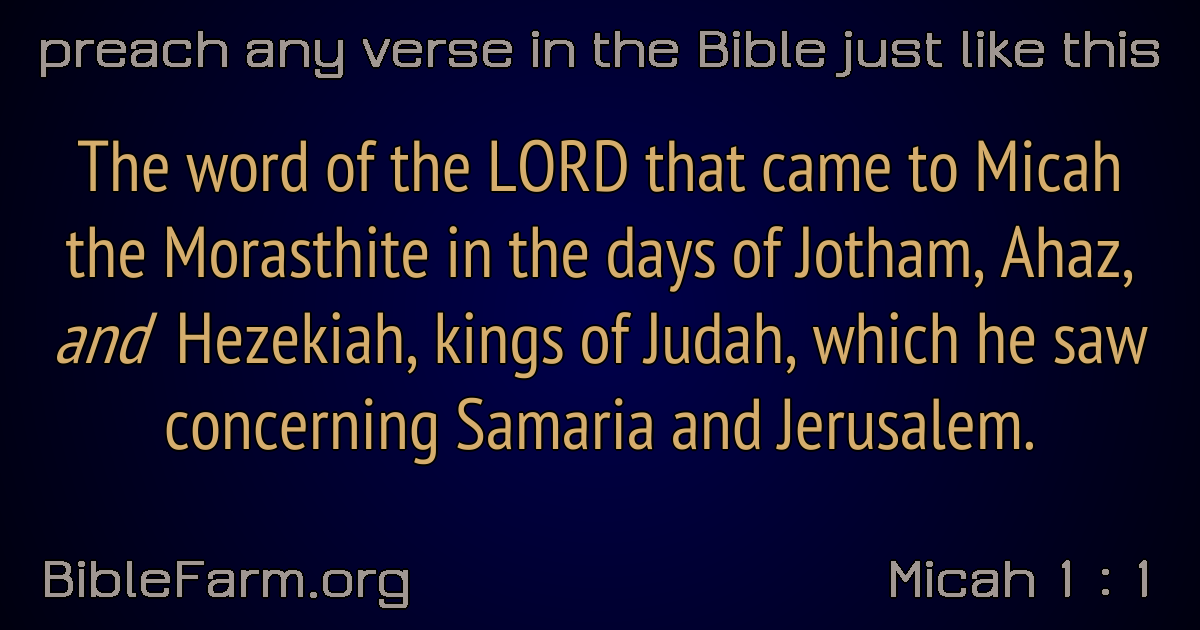 preach any verse in the Bible just like this
The word of the LORD that came to Micah
the Morasthite in the days of Jotham, Ahaz,
and Hezekiah, kings of Judah, which he saw
concerning Samaria and Jerusalem.
BibleFarm.org
Micah 1 : 1